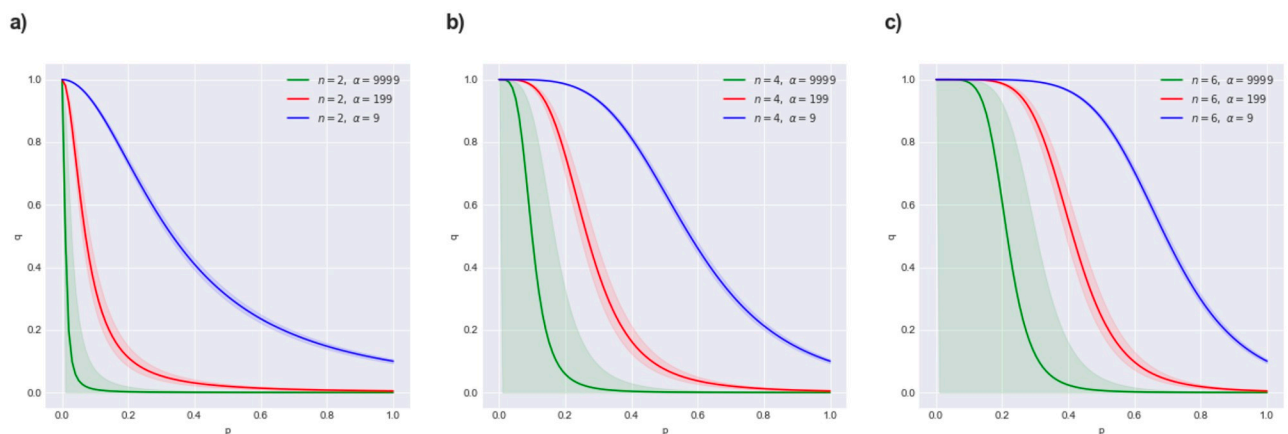 a)
b)
c)
n = 2, α = 9999
n = 2, α = 199
n = 2, α = 9
n = 4, α = 9999
n = 4, α = 199
n = 4, α = 9
n = 6, α = 9999
n = 6, α = 199
n = 6, α = 9
1.0
0.8
0.6
0.4
0.2
0.0
q
0.0 0.2 0.4 0.6 0.8 1.0
p
1.0
0.8
0.6
0.4
0.2
0.0
q
0.0 0.2 0.4 0.6 0.8 1.0
p
1.0
0.8
0.6
0.4
0.2
0.0
q
0.0 0.2 0.4 0.6 0.8 1.0
p